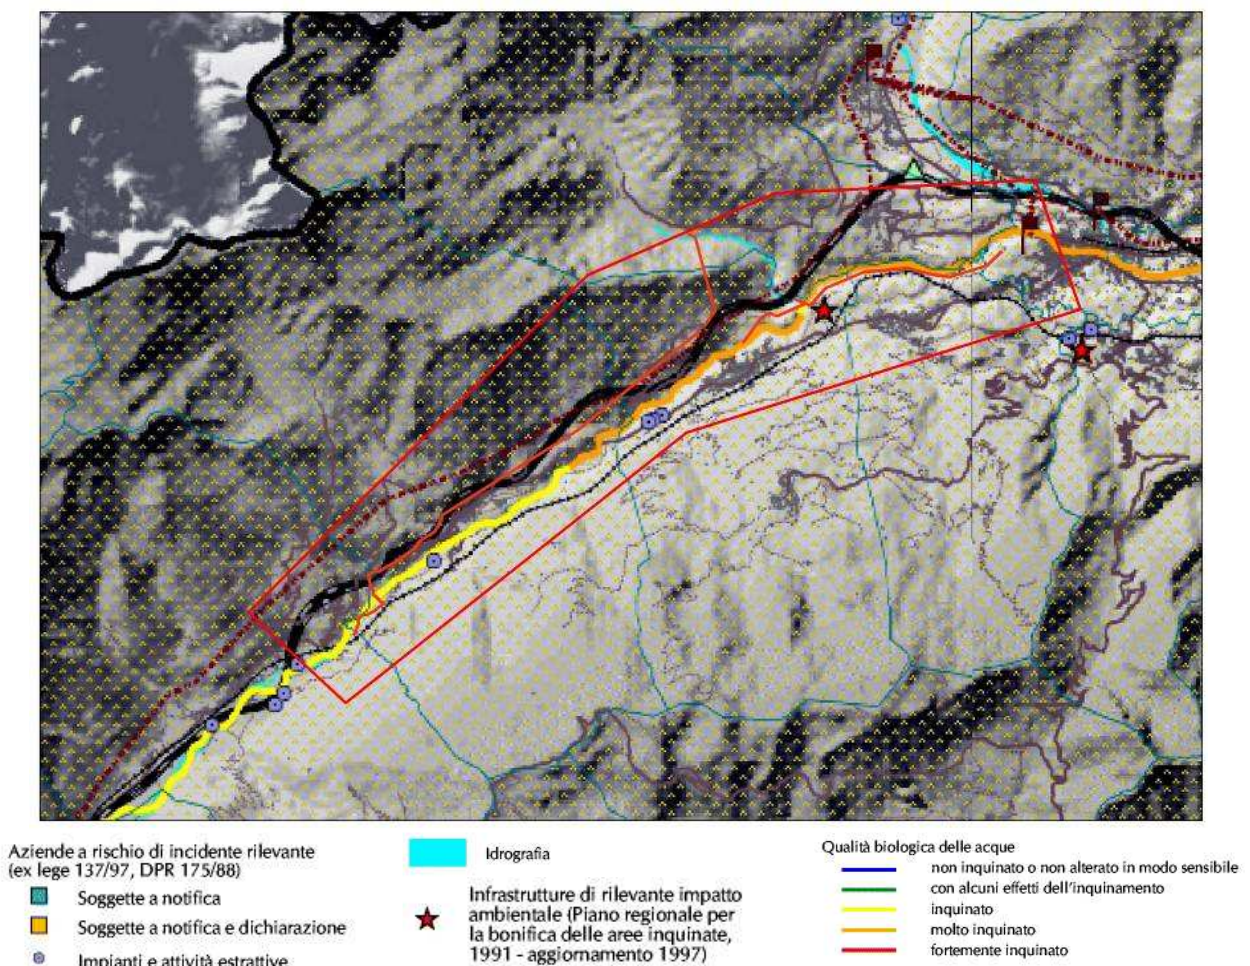 Aziende a rischio di incidente rilevante
(ex lege 137/97, DPR 175/88)
Soggette a notifica
Soggette a notifica e dichiarazione
Impianti e attività estrattive
Idrografia
Infrastrutture di rilevante impatto
ambientale (Piano regionale per
la bonifica delle aree inquinate,
1991 - aggiornamento 1997)
Qualità biologica delle acque
non inquinato o non alterato in modo sensibile
con alcuni effetti dell'inquinamento
inquinato
molto inquinato
fortemente inquinato